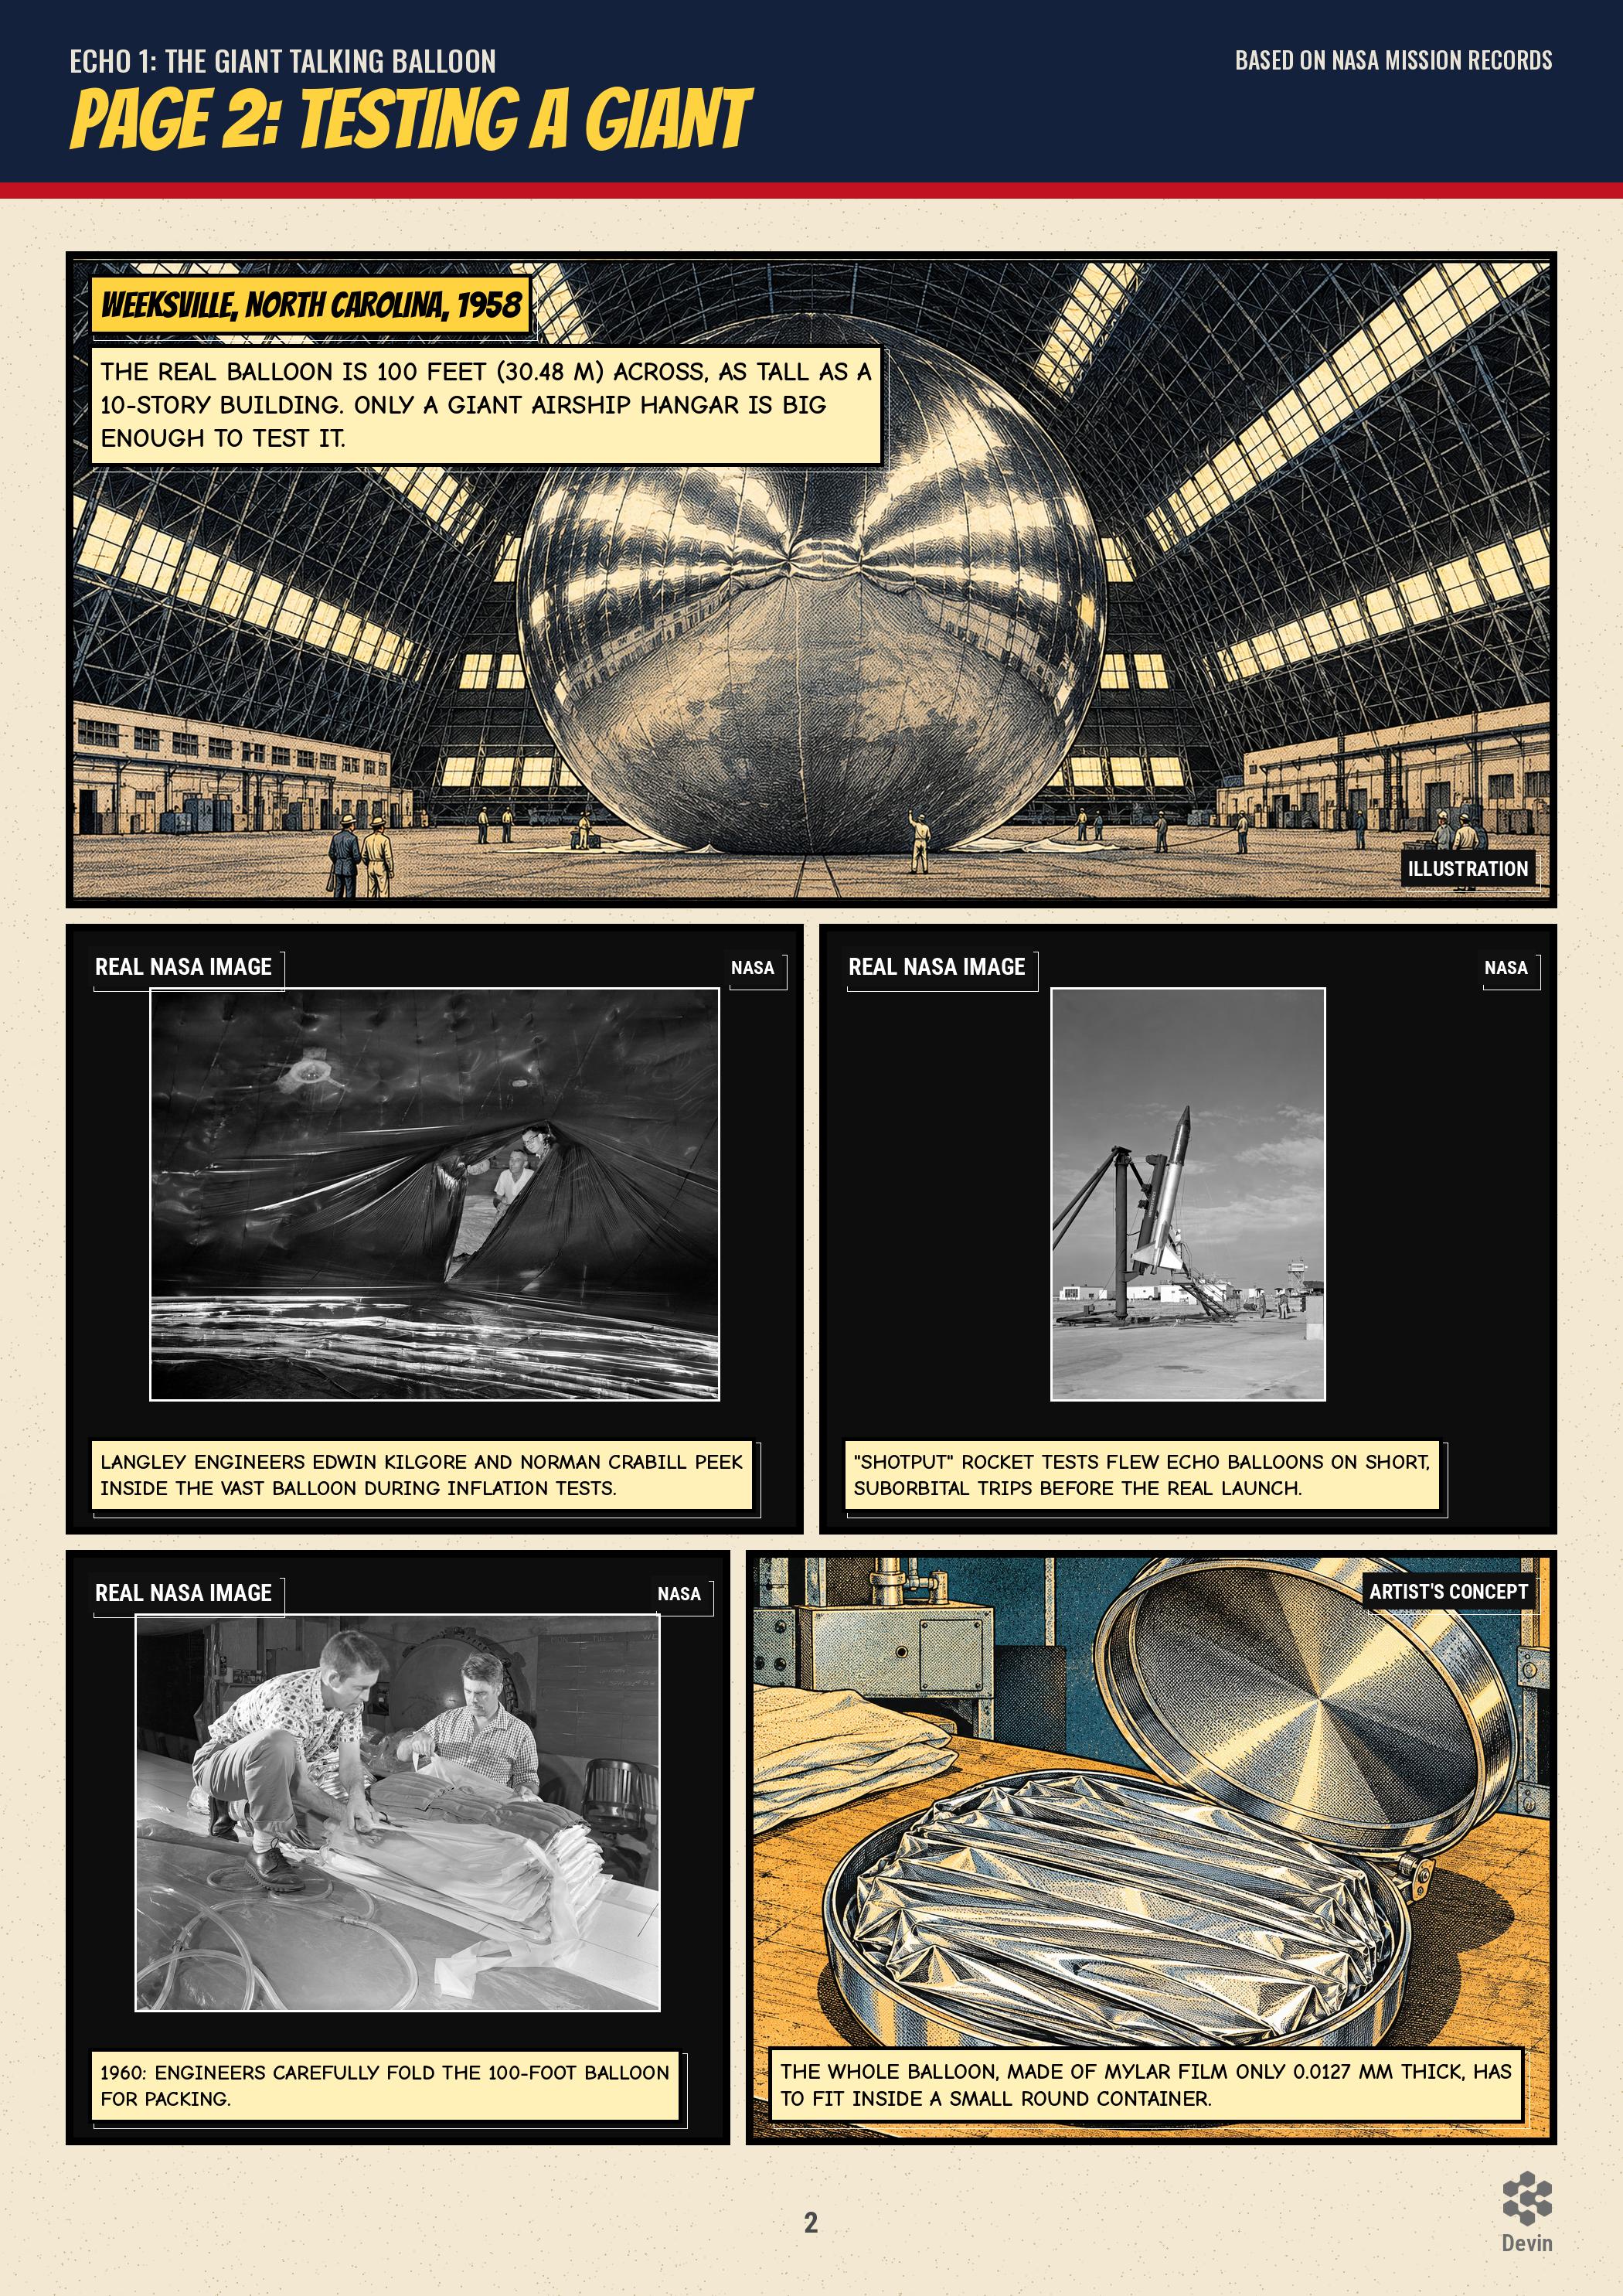 ECHO 1: THE GIANT TALKING BALLOON
BASED ON NASA MISSION RECORDS
PAGE 2: TESTING A GIANT
WEEKSVILLE, NORTH CAROLINA, 1958
THE REAL BALLOON IS 100 FEET (30.48 M) ACROSS, AS TALL AS A
10-STORY BUILDING. ONLY A GIANT AIRSHIP HANGAR IS BIG
ENOUGH TO TEST IT.
ILLUSTRATION
REAL NASA IMAGE
NASA
LANGLEY ENGINEERS EDWIN KILGORE AND NORMAN CRABILL PEEK
INSIDE THE VAST BALLOON DURING INFLATION TESTS.
REAL NASA IMAGE
NASA
"SHOTPUT" ROCKET TESTS FLEW ECHO BALLOONS ON SHORT,
SUBORBITAL TRIPS BEFORE THE REAL LAUNCH.
REAL NASA IMAGE
NASA
1960: ENGINEERS CAREFULLY FOLD THE 100-FOOT BALLOON
FOR PACKING.
ARTIST'S CONCEPT
THE WHOLE BALLOON, MADE OF MYLAR FILM ONLY 0.0127 MM THICK, HAS
TO FIT INSIDE A SMALL ROUND CONTAINER.
2
Devin